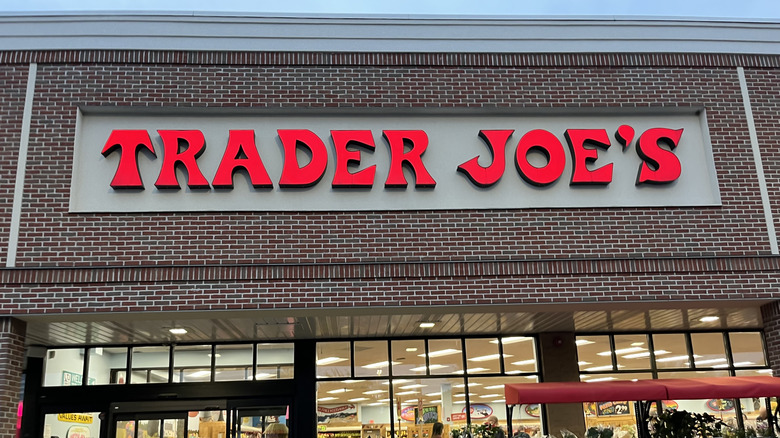 TRADER JOE'S
VALUES AWAIT